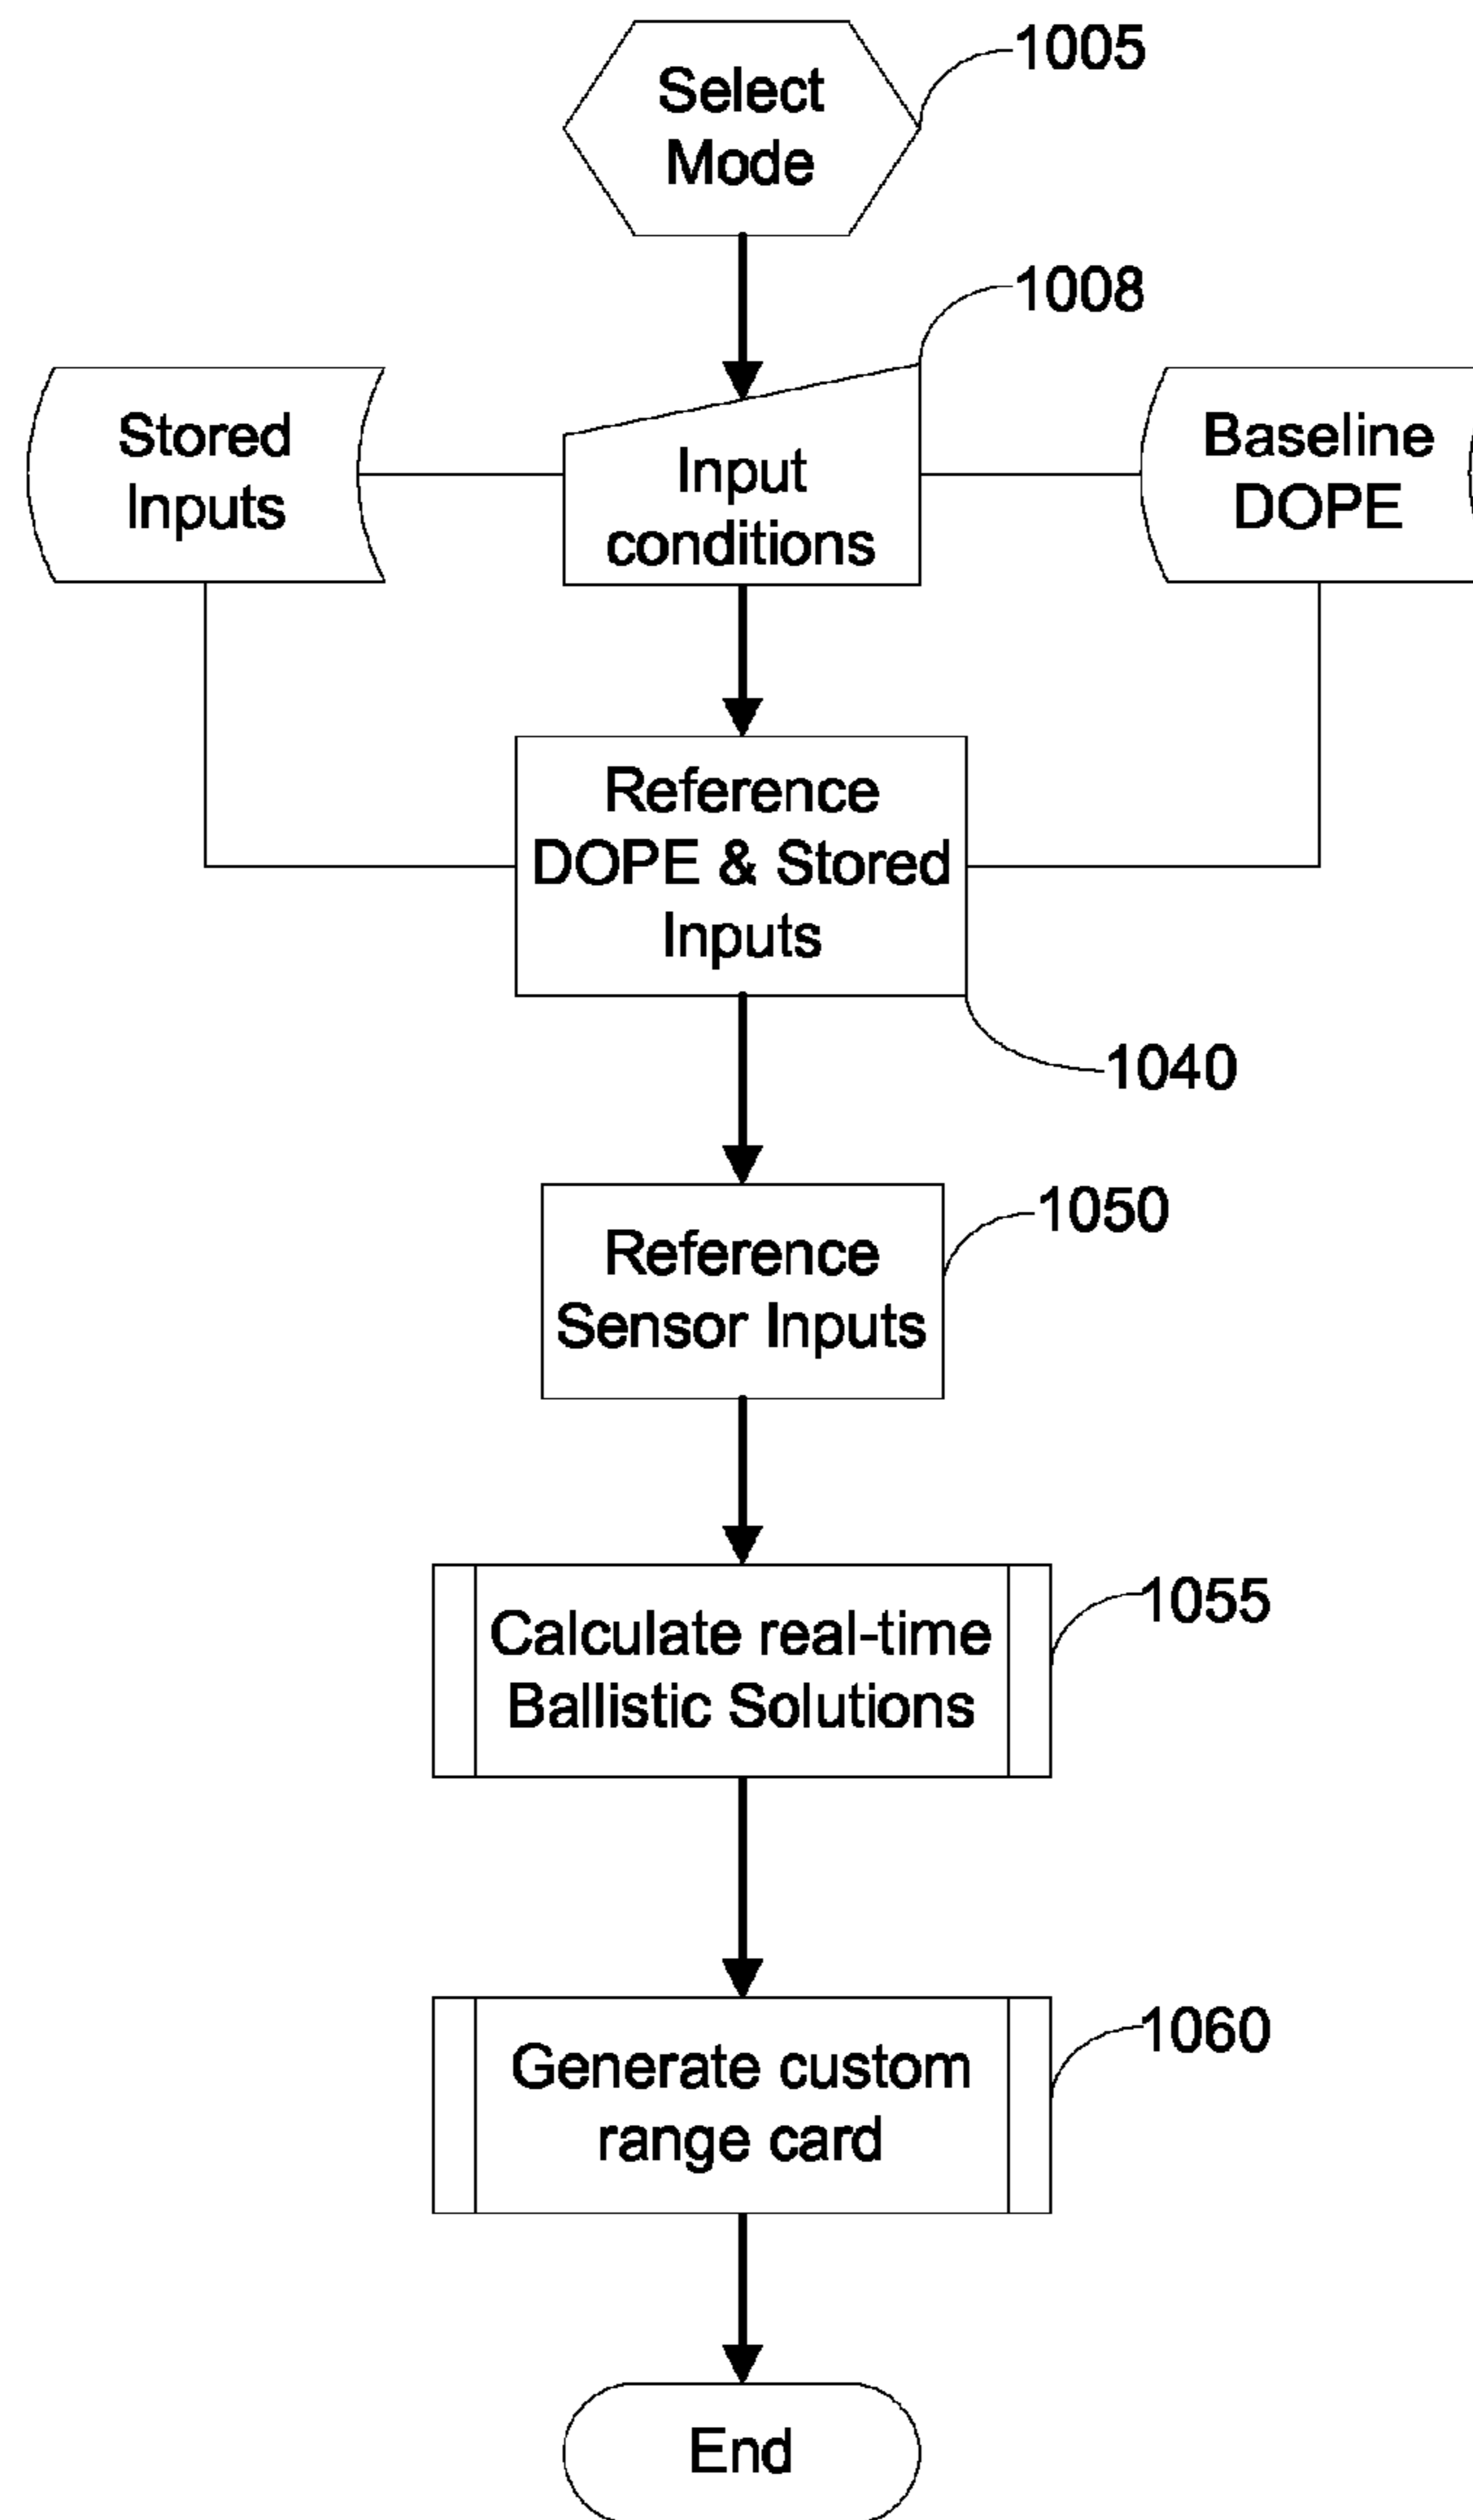 Select
Mode
1005
1008
Stored
Inputs
Input
conditions
Baseline
DOPE
Reference
DOPE & Stored
Inputs
1040
Reference
Sensor Inputs
1050
Calculate real-time
Ballistic Solutions
1055
Generate custom
range card
1060
End